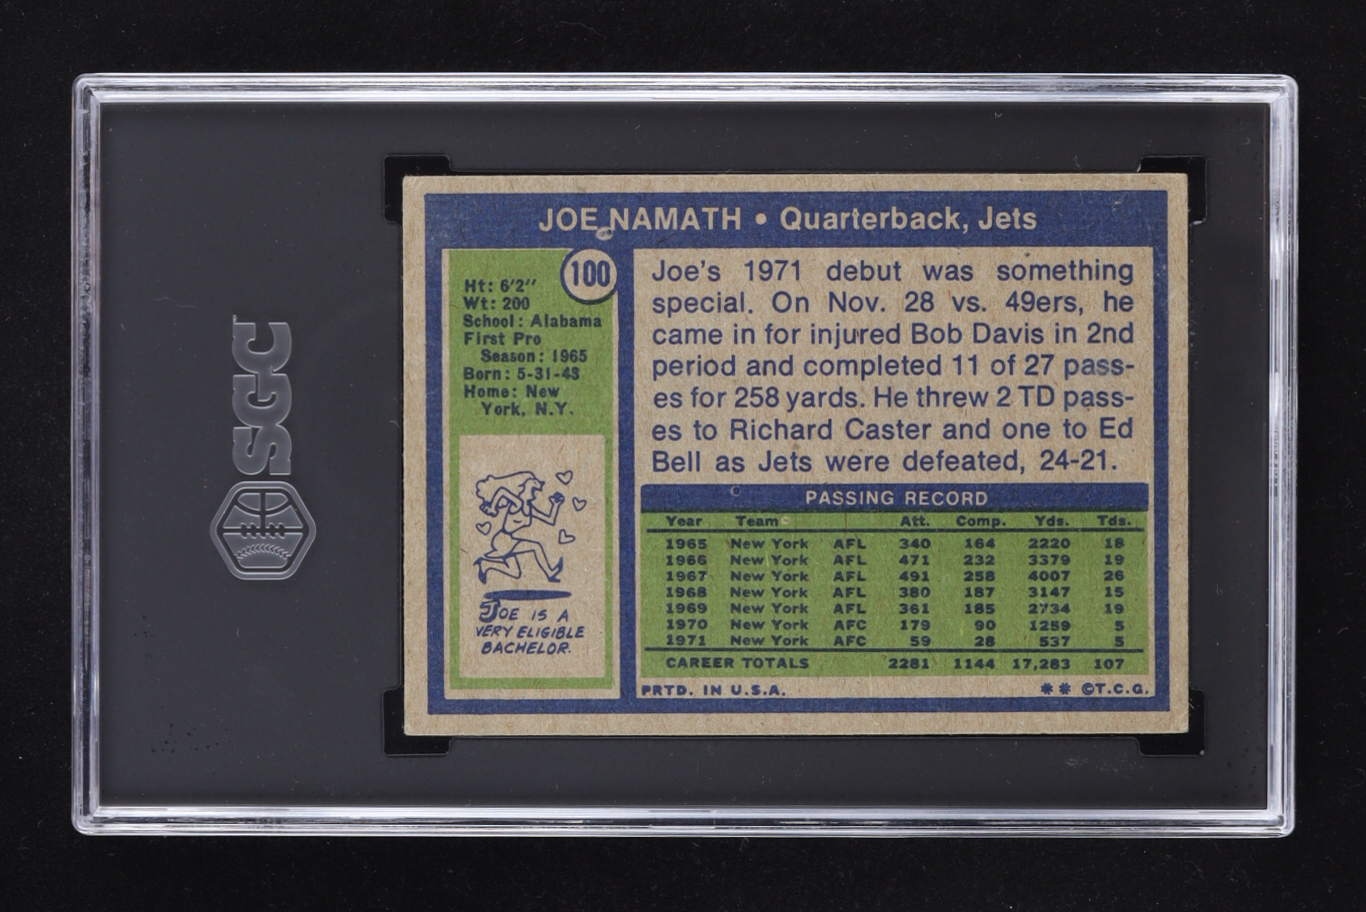 SGC
JOE NAMATH • Quarterback, Jets
100
Ht: 6'2''
Wt: 200
School: Alabama
First Pro
Season: 1965
Born: 5-31-43
Home: New
York, N.Y.
JOE IS A
VERY ELIGIBLE
BACHELOR.
Joe's 1971 debut was something
special. On Nov. 28 vs. 49ers, he
came in for injured Bob Davis in 2nd
period and completed 11 of 27 pass-
es for 258 yards. He threw 2 TD pass-
es to Richard Caster and one to Ed
Bell as Jets were defeated, 24-21.
PASSING RECORD
Year Team Att. Comp. Yds. Tds.
1965 New York AFL 340 164 2220 18
1966 New York AFL 471 232 3379 19
1967 New York AFL 491 258 4007 26
1968 New York AFL 380 187 3147 15
1969 New York AFL 361 185 2734 19
1970 New York AFC 179 90 1259 5
1971 New York AFC 59 28 537 5
CAREER TOTALS 2281 1144 17,283 107
PRTD. IN U.S.A. ** ©T.C.G.